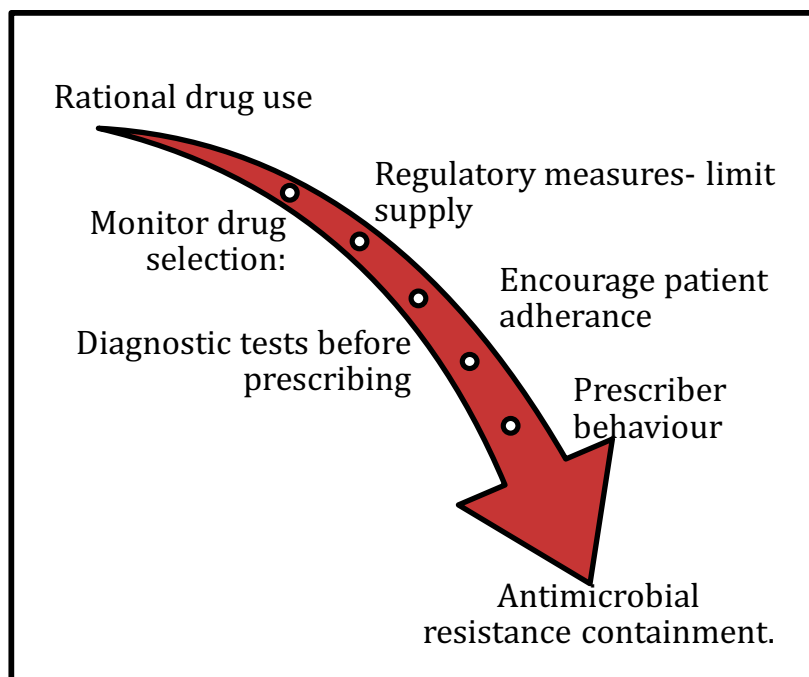 Rational drug use
Regulatory measures- limit
supply
Monitor drug
selection:
Encourage patient
adherance
Diagnostic tests before
prescribing
Prescriber
behaviour
Antimicrobial
resistance containment.